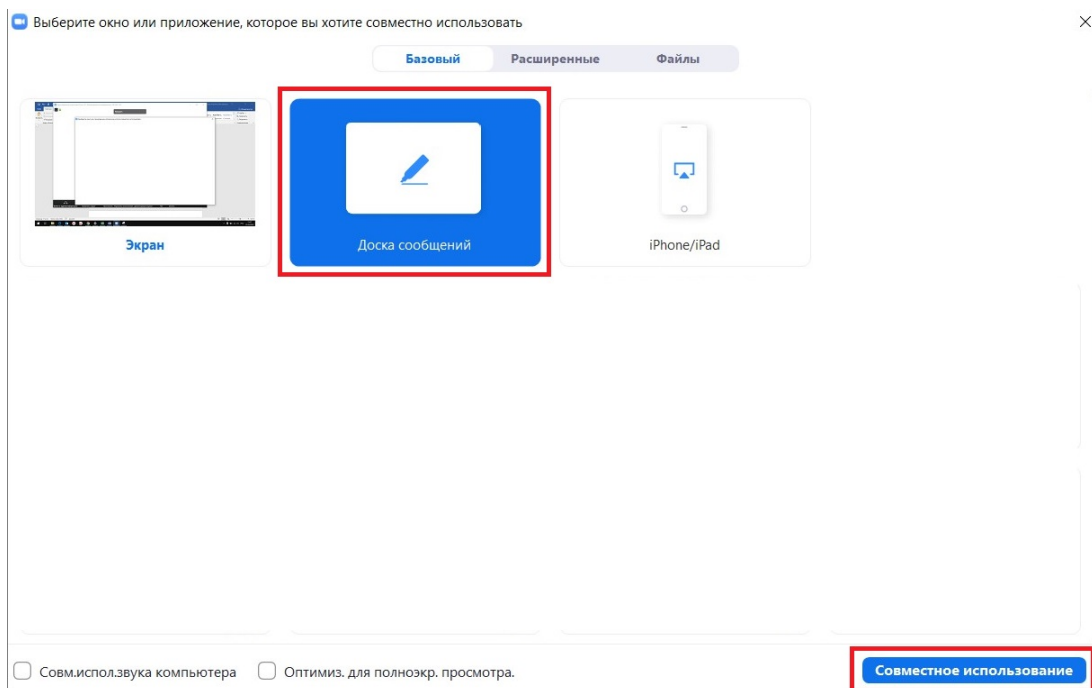 Выберите окно или приложение, которое вы хотите совместно использовать
Базовый Расширенные Файлы
Экран Доска сообщений iPhone/iPad
Совм.испол.звука компьютера Оптимиз. для полноэкр. просмотра. Совместное использование